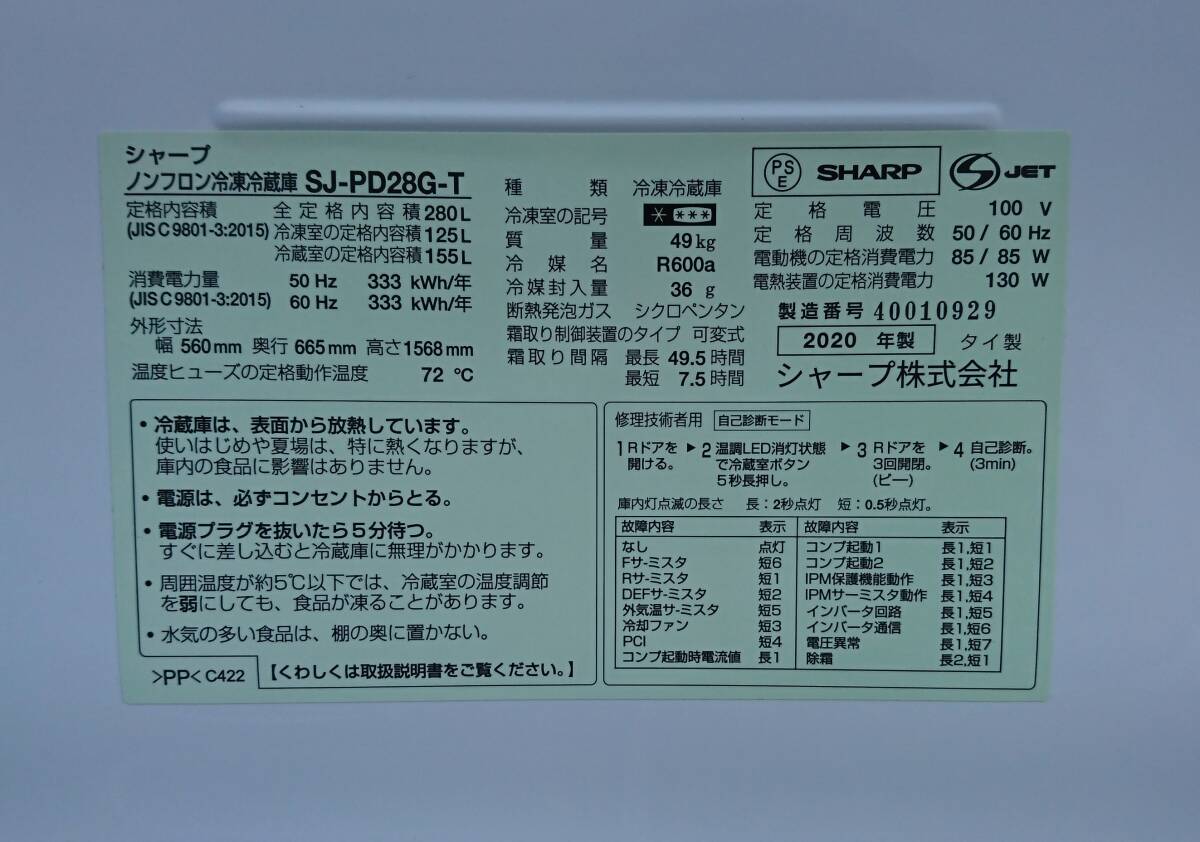 シャープ
ノンフロン冷凍冷蔵庫 SJ-PD28G-T
定格内容積 全定格内容積 280L
(JIS C 9801-3:2015) 冷凍室の定格内容積 125L
冷蔵室の定格内容積 155L
消費電力量 50 Hz 333 kWh/年
(JIS C 9801-3:2015) 60 Hz 333 kWh/年
外形寸法
幅 560mm 奥行 665mm 高さ1568mm
温度ヒューズの定格動作温度 72 ℃
種類 冷凍冷蔵庫
冷凍室の記号 * ***
質量 49kg
冷媒名 R600a
冷媒封入量 36 g
断熱発泡ガス シクロペンタン
霜取り制御装置のタイプ 可変式
霜取り間隔 最長 49.5 時間
最短 7.5 時間
PSE SHARP S JET
定格電圧 100 V
定格周波数 50 / 60 Hz
電動機の定格消費電力 85 / 85 W
電熱装置の定格消費電力 130 W
製造番号 40010929
2020 年製 タイ製
シャープ株式会社
・冷蔵庫は、表面から放熱しています。
使いはじめや夏場は、特に熱くなりますが、
庫内の食品に影響はありません。
・電源は、必ずコンセントからとる。
・電源プラグを抜いたら5分待つ。
すぐに差し込むと冷蔵庫に無理がかかります。
・周囲温度が約5℃以下では、冷蔵室の温度調節
を弱にしても、食品が凍ることがあります。
・水気の多い食品は、棚の奥に置かない。
>PP< C422 【くわしくは取扱説明書をご覧ください。】
修理技術者用 自己診断モード
1 Rドアを ▶ 2 温調LED消灯状態 ▶ 3 Rドアを ▶ 4 自己診断。
開ける。 で冷蔵室ボタン 3回開閉。 (3min)
5秒長押し。 (ピー)
庫内灯点滅の長さ 長：2秒点灯 短：0.5秒点灯。
故障内容 表示 故障内容 表示
なし 点灯 コンプ起動1 長1,短1
Fサーミスタ 短6 コンプ起動2 長1,短2
Rサーミスタ 短1 IPM保護機能動作 長1,短3
DEFサーミスタ 短2 IPMサーミスタ動作 長1,短4
外気温サーミスタ 短5 インバータ回路 長1,短5
冷却ファン 短3 インバータ通信 長1,短6
PCI 短4 電圧異常 長1,短7
コンプ起動時電流値 長1 除霜 長2,短1